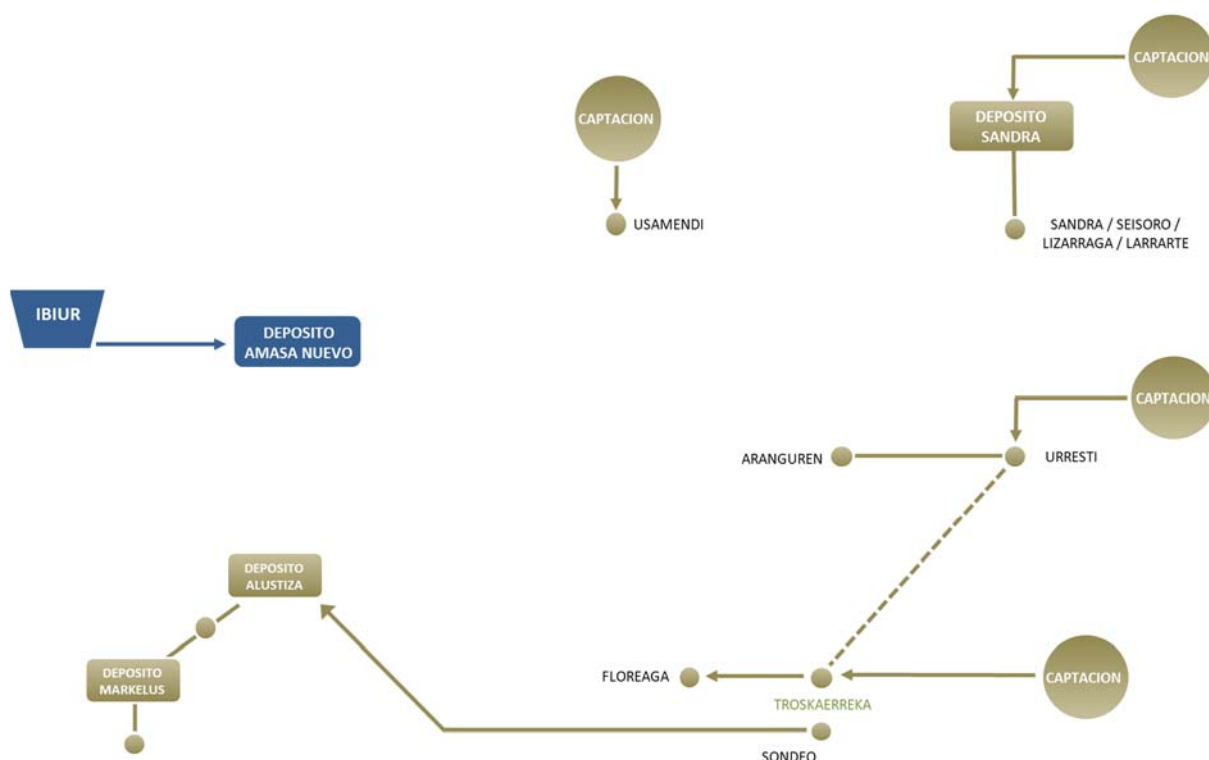 CAPTACION
CAPTACION
DEPOSITO
SANDRA
USAMENDI
SANDRA / SEISORO /
LIZARRAGA / LARRARTE
IBIUR
DEPOSITO
AMASA NUEVO
CAPTACION
ARANGUREN
URRESTI
DEPOSITO
ALUSTIZA
DEPOSITO
MARKELUS
FLOREAGA
CAPTACION
TROSKAERREKA
SONDEO